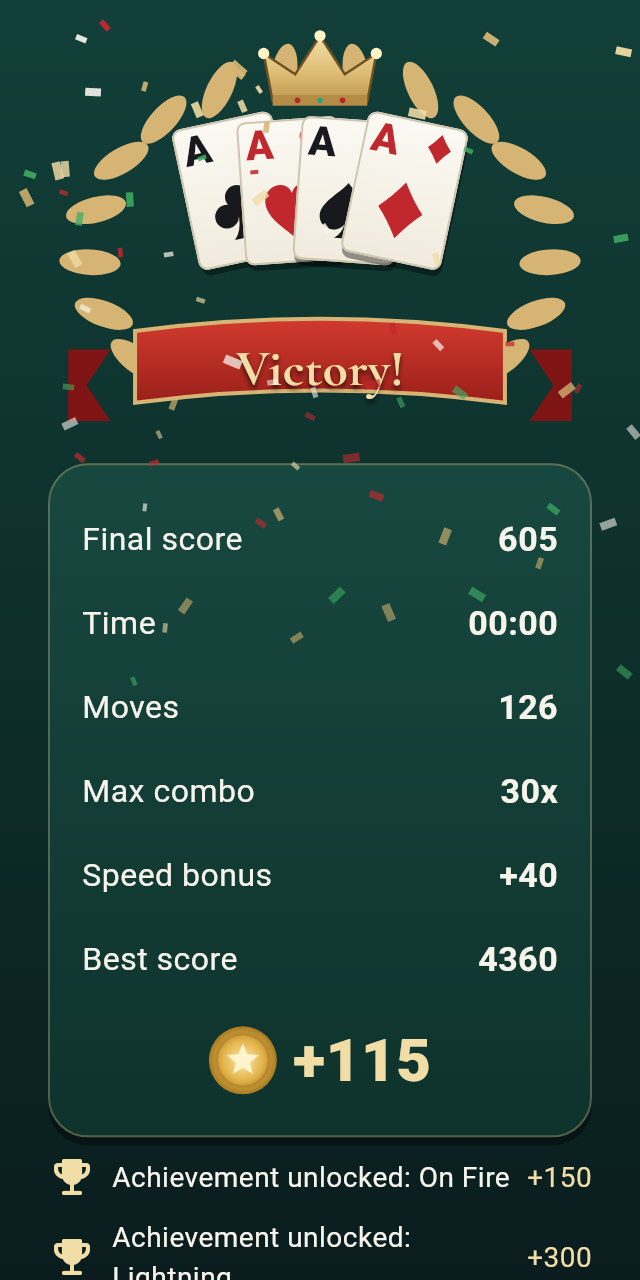 A A A A
Victory!
Final score 605
Time 00:00
Moves 126
Max combo 30x
Speed bonus +40
Best score 4360
+115
Achievement unlocked: On Fire +150
Achievement unlocked:
Lightning +300